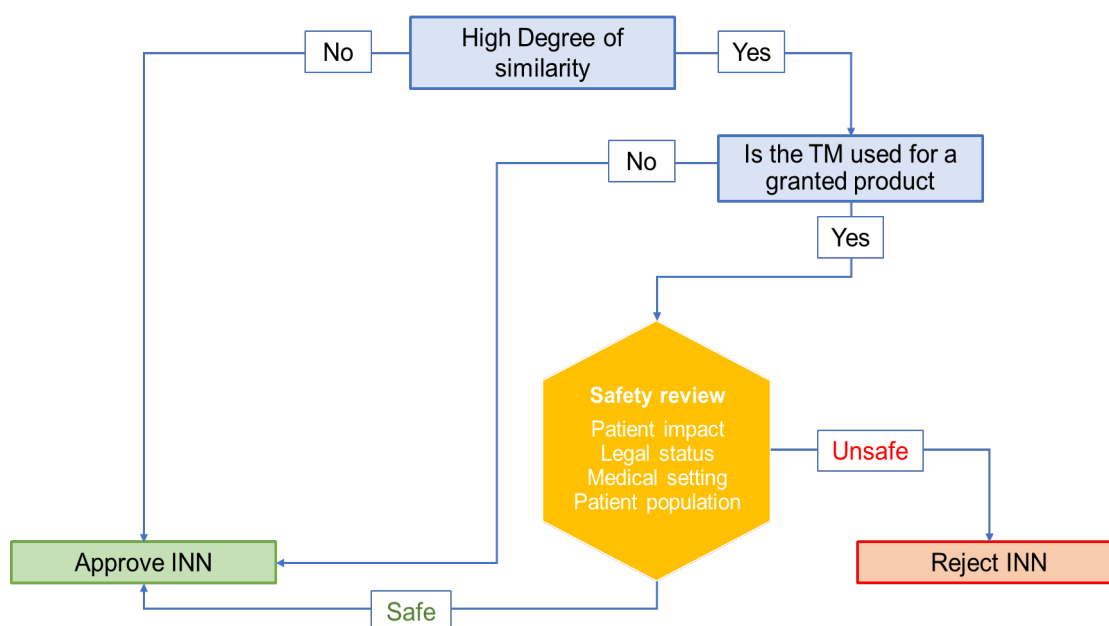 High Degree of
similarity
No
Yes
Is the TM used for a
granted product
No
Yes
Safety review
Patient impact
Legal status
Medical setting
Patient population
Unsafe
Approve INN
Reject INN
Safe